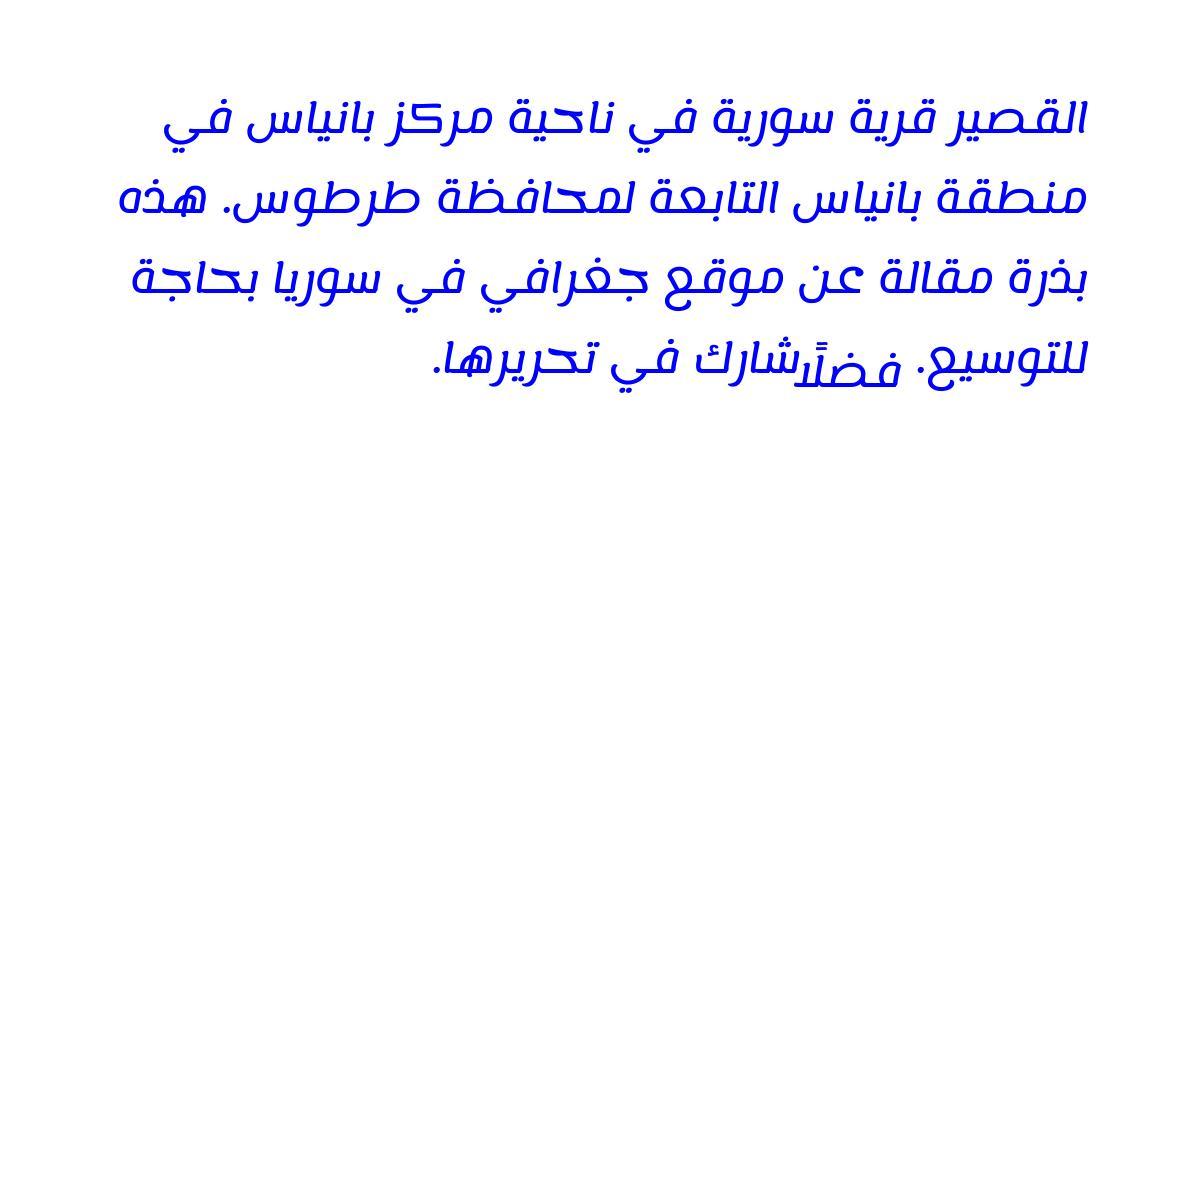 القصير قرية سورية في ناحية مركز بانياس في
منطقة بانياس التابعة لمحافظة طرطوس. هذه
بذرة مقالة عن موقع جغرافي في سوريا بحاجة
للتوسيع. فضلًا شارك في تحريرها.